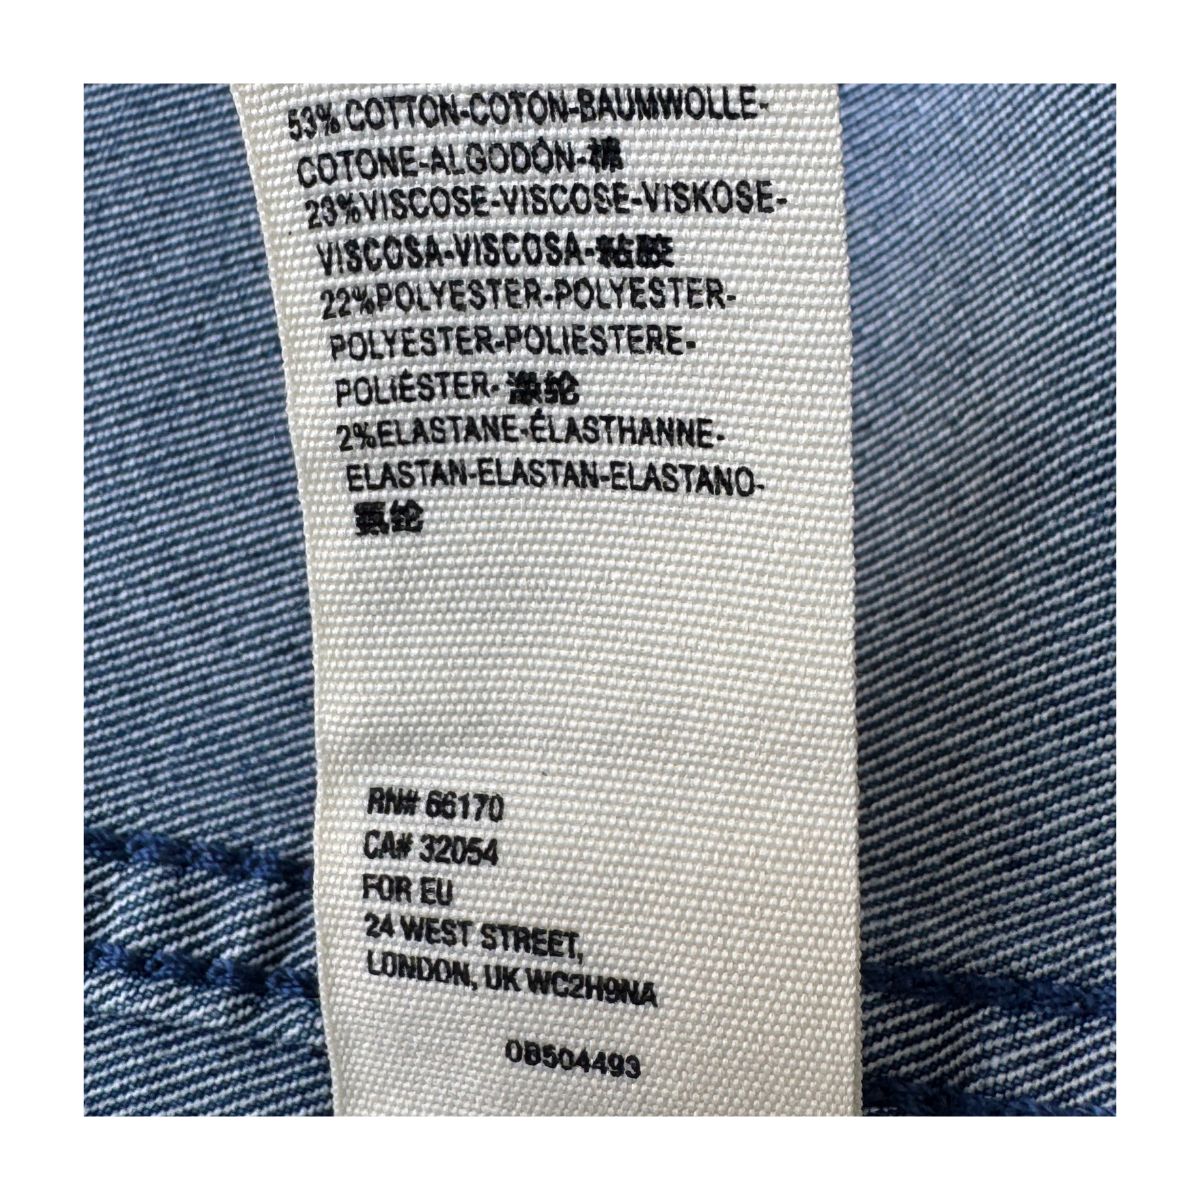 53% COTTON-COTON-BAUMWOLLE-
COTONE-ALGODÓN-棉
23%VISCOSE-VISCOSE-VISKOSE-
VISCOSA-VISCOSA-粘胶
22%POLYESTER-POLYESTER-
POLYESTER-POLIESTERE-
POLIÉSTER-涤纶
2%ELASTANE-ÉLASTHANNE-
ELASTAN-ELASTAN-ELASTANO-
氨纶
RN# 66170
CA# 32054
FOR EU
24 WEST STREET,
LONDON, UK WC2H9NA
0B504493